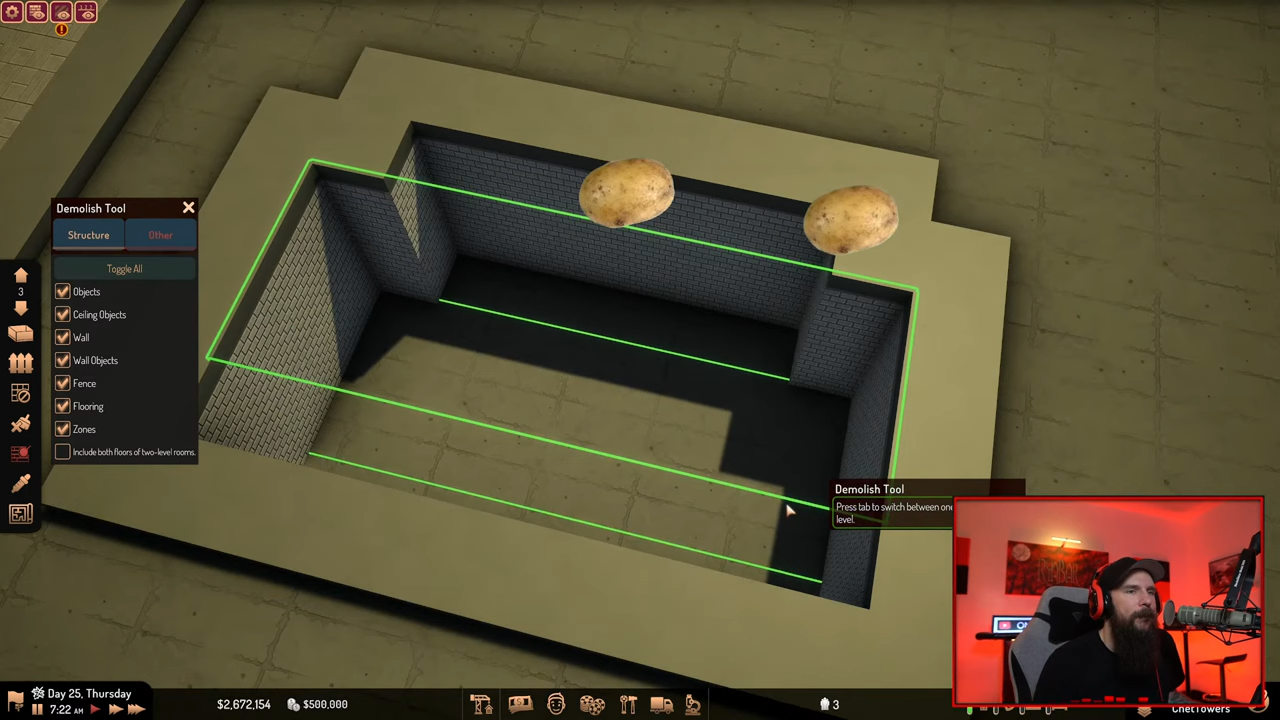 Demolish Tool
Structure
Other
Toggle All
Objects
Ceiling Objects
Wall
Wall Objects
Fence
Flooring
Zones
Include both floors of two-level rooms.
3
Demolish Tool
Press tab to switch between one
level.
Day 25, Thursday
7:22 AM
$2,672,154
$500.000
3
ChetTowers